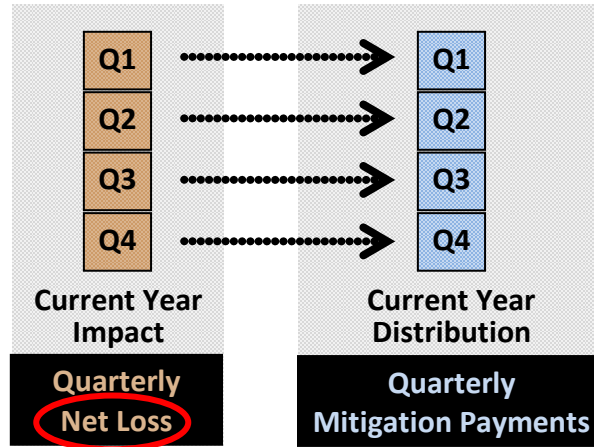 Q1
Q2
Q3
Q4
Current Year
Impact
Quarterly
Net Loss
Q1
Q2
Q3
Q4
Current Year
Distribution
Quarterly
Mitigation Payments